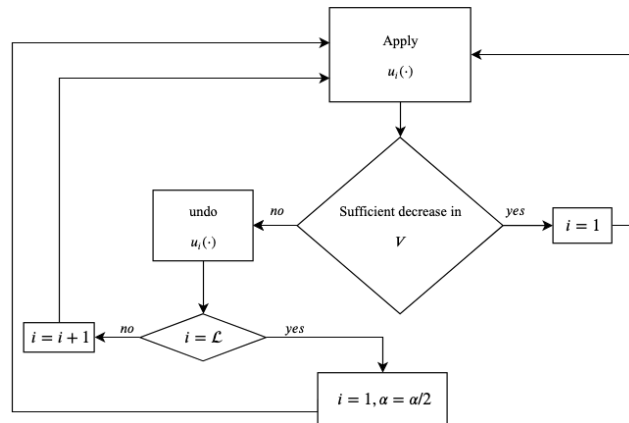 Apply
u_i(·)
Sufficient decrease in
V
no
yes
undo
u_i(·)
i = 1
i = ℒ
no
yes
i = i + 1
i = 1, α = α/2